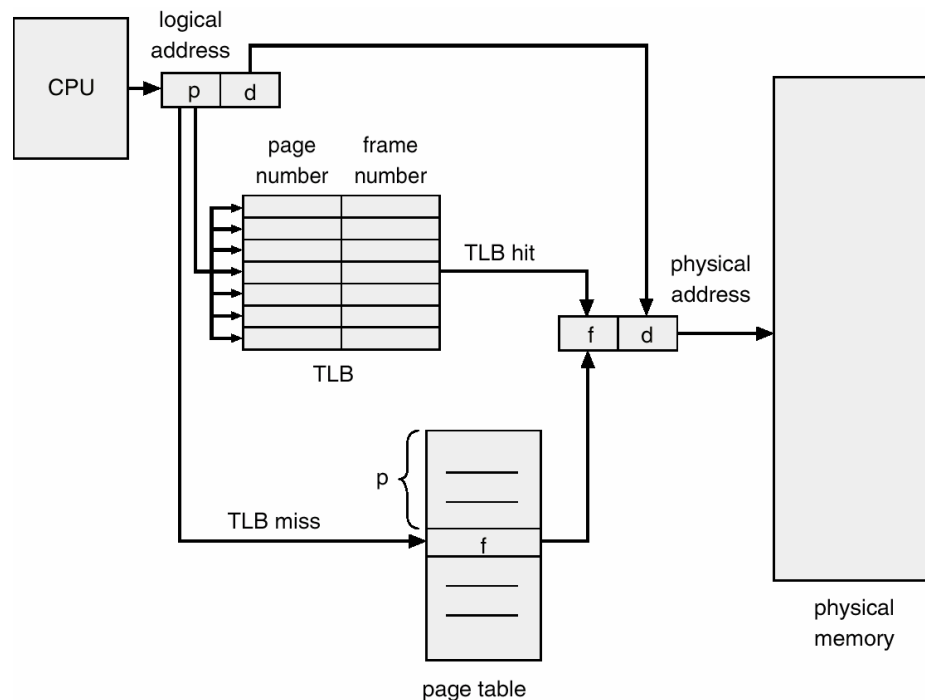 logical
address
CPU
p
d
page
number
frame
number
TLB hit
physical
address
f
d
TLB
p
TLB miss
f
physical
memory
page table